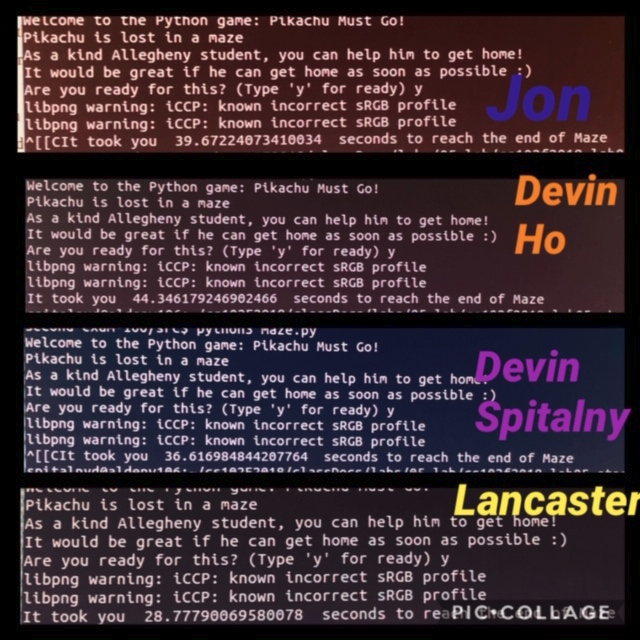 Welcome to the Python game: Pikachu Must Go!
Pikachu is lost in a maze
As a kind Allegheny student, you can help him to get home!
It would be great if he can get home as soon as possible :)
Are you ready for this? (Type 'y' for ready) y
libpng warning: iCCP: known incorrect sRGB profile
libpng warning: iCCP: known incorrect sRGB profile
^[[CIt took you  39.67224073410034  seconds to reach the end of Maze
Jon
Welcome to the Python game: Pikachu Must Go!
Pikachu is lost in a maze
As a kind Allegheny student, you can help him to get home!
It would be great if he can get home as soon as possible :)
Are you ready for this? (Type 'y' for ready) y
libpng warning: iCCP: known incorrect sRGB profile
libpng warning: iCCP: known incorrect sRGB profile
It took you  44.346179246902466  seconds to reach the end of Maze
Devin
Ho
python3 maze.py
Welcome to the Python game: Pikachu Must Go!
Pikachu is lost in a maze
As a kind Allegheny student, you can help him to get home!
It would be great if he can get home as soon as possible :)
Are you ready for this? (Type 'y' for ready) y
libpng warning: iCCP: known incorrect sRGB profile
libpng warning: iCCP: known incorrect sRGB profile
^[[CIt took you  36.616984844207764  seconds to reach the end of Maze
Devin
Spitalny
Pikachu is lost in a maze
As a kind Allegheny student, you can help him to get home!
It would be great if he can get home as soon as possible :)
Are you ready for this? (Type 'y' for ready) y
libpng warning: iCCP: known incorrect sRGB profile
libpng warning: iCCP: known incorrect sRGB profile
It took you  28.77790069580078  seconds to
Lancaster
PIC•COLLAGE